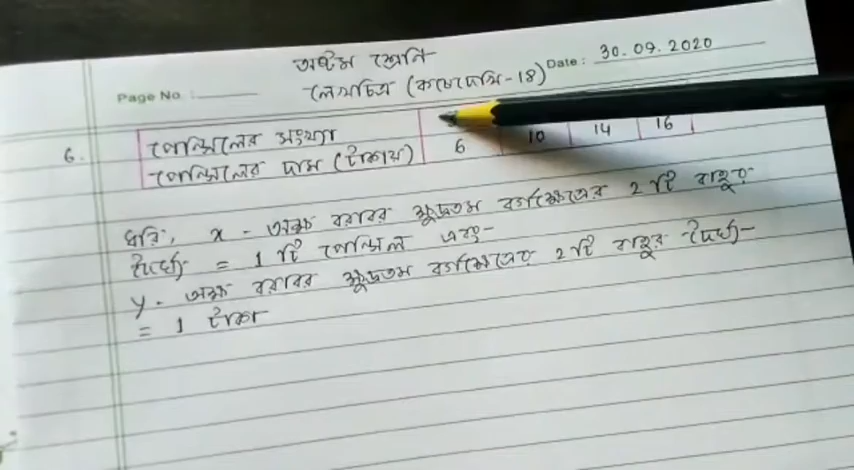 অষ্টম শ্রেনি
Page No. :
লেখচিত্র (কষে দেখি - 18)
Date : 30.09.2020
6. পেন্সিলের সংখ্যা
পেন্সিলের দাম (টাকায়) 6 10 14 16
ধরি, x - অক্ষ বরাবর ক্ষুদ্রতম বর্গক্ষেত্রের 2 টি বাহুর
দৈর্ঘ্য = 1 টি পেন্সিল এবং
y - অক্ষ বরাবর ক্ষুদ্রতম বর্গক্ষেত্রের 2 টি বাহুর দৈর্ঘ্য
= 1 টাকা